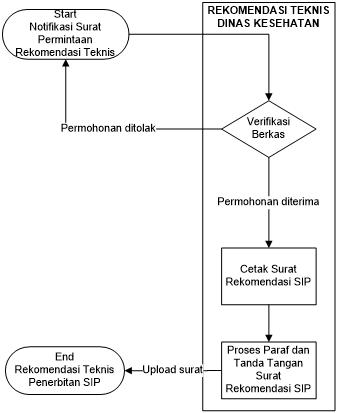 REKOMENDASI TEKNIS
DINAS KESEHATAN
Start
Notifikasi Surat
Permintaan
Rekomendasi Teknis
Verifikasi
Berkas
Permohonan ditolak
Permohonan diterima
Cetak Surat
Rekomendasi SIP
Proses Paraf dan
Tanda Tangan
Surat
Rekomendasi SIP
Upload surat
End
Rekomendasi Teknis
Penerbitan SIP